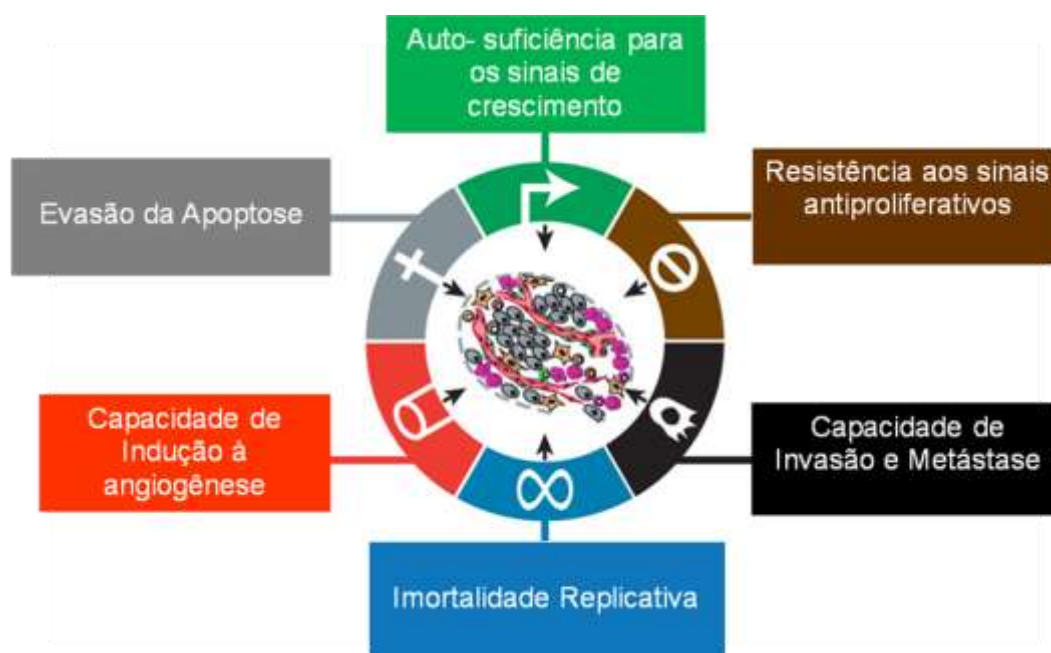 Auto- suficiência para
os sinais de
crescimento
Evasão da Apoptose
Resistência aos sinais
antiproliferativos
Capacidade de
Indução à
angiogênese
Capacidade de
Invasão e Metástase
Imortalidade Replicativa